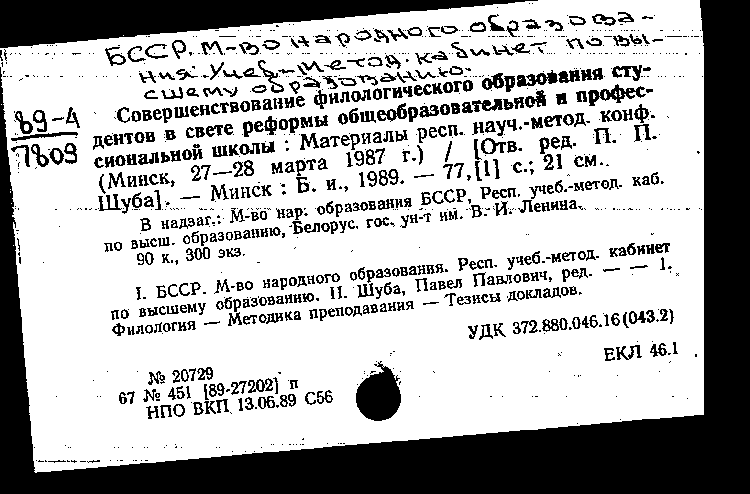 БССР. М-во народного образова-
ния. Учеб.-метод. кабинет по вы-
сшему образованию.
89-4
7809
Совершенствование филологического образования сту-
дентов в свете реформы общеобразовательной и профес-
сиональной школы : Материалы респ. науч.-метод. конф.
(Минск, 27—28 марта 1987 г.) / [Отв. ред. П. П.
Шуба]. — Минск : Б. и., 1989. — 77,[1] с.; 21 см.
В надзаг.: М-во нар. образования БССР, Респ. учеб.-метод. каб.
по высш. образованию, Белорус. гос. ун-т им. В. И. Ленина.
90 к., 300 экз.
I. БССР. М-во народного образования. Респ. учеб.-метод. кабинет
по высшему образованию. II. Шуба, Павел Павлович, ред. — — 1.
Филология — Методика преподавания — Тезисы докладов.
УДК 372.880.046.16(043.2)
ЕКЛ 46.1
№ 20729
67 № 451 [89-27202] п
НПО ВКП 13.06.89 С56